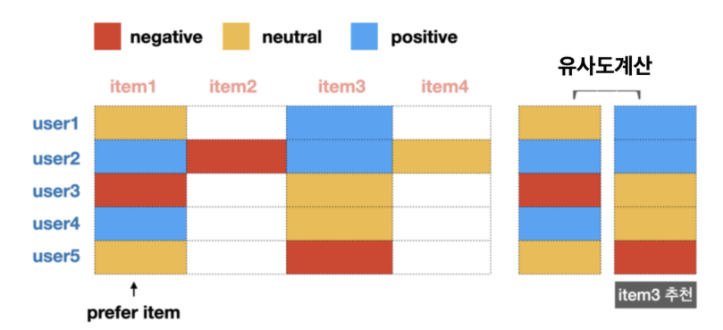 negative neutral positive
유사도계산
item1 item2 item3 item4
user1
user2
user3
user4
user5
prefer item
item3 추천